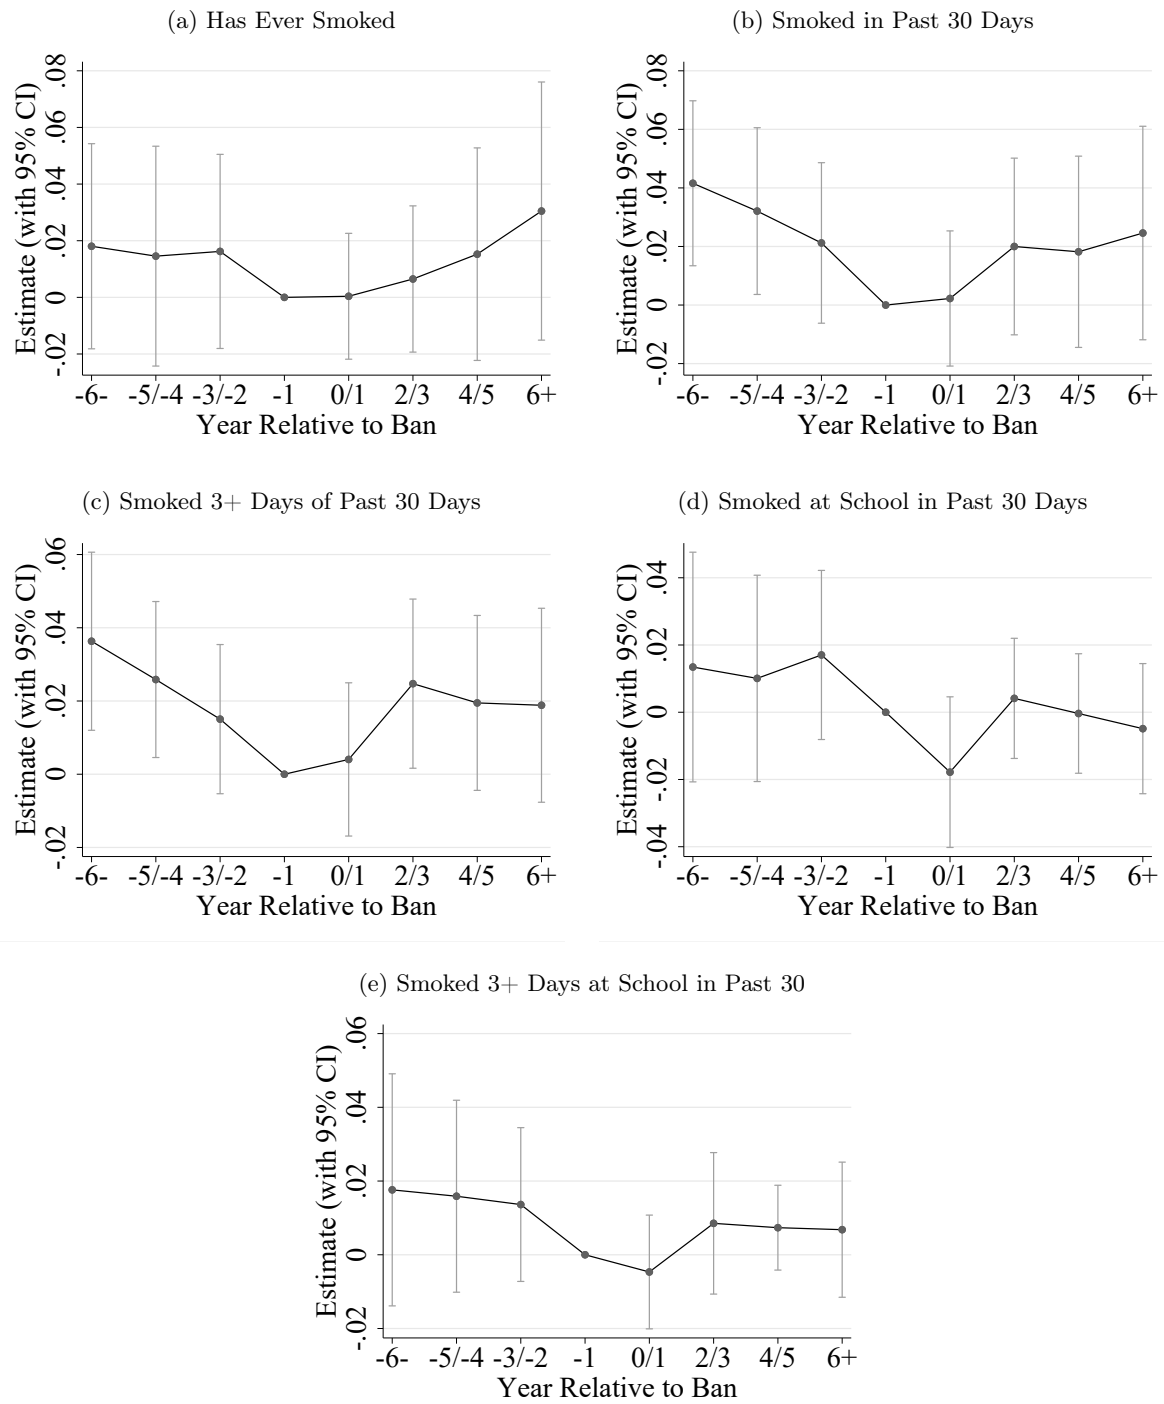 (a) Has Ever Smoked
Estimate (with 95% CI)
.08
.06
.04
.02
0
-.02
-6- -5/-4 -3/-2 -1 0/1 2/3 4/5 6+
Year Relative to Ban
(b) Smoked in Past 30 Days
Estimate (with 95% CI)
.08
.06
.04
.02
0
-.02
-6- -5/-4 -3/-2 -1 0/1 2/3 4/5 6+
Year Relative to Ban
(c) Smoked 3+ Days of Past 30 Days
Estimate (with 95% CI)
.06
.04
.02
0
-.02
-6- -5/-4 -3/-2 -1 0/1 2/3 4/5 6+
Year Relative to Ban
(d) Smoked at School in Past 30 Days
Estimate (with 95% CI)
.04
.02
0
-.02
-.04
-6- -5/-4 -3/-2 -1 0/1 2/3 4/5 6+
Year Relative to Ban
(e) Smoked 3+ Days at School in Past 30
Estimate (with 95% CI)
.06
.04
.02
0
-.02
-6- -5/-4 -3/-2 -1 0/1 2/3 4/5 6+
Year Relative to Ban